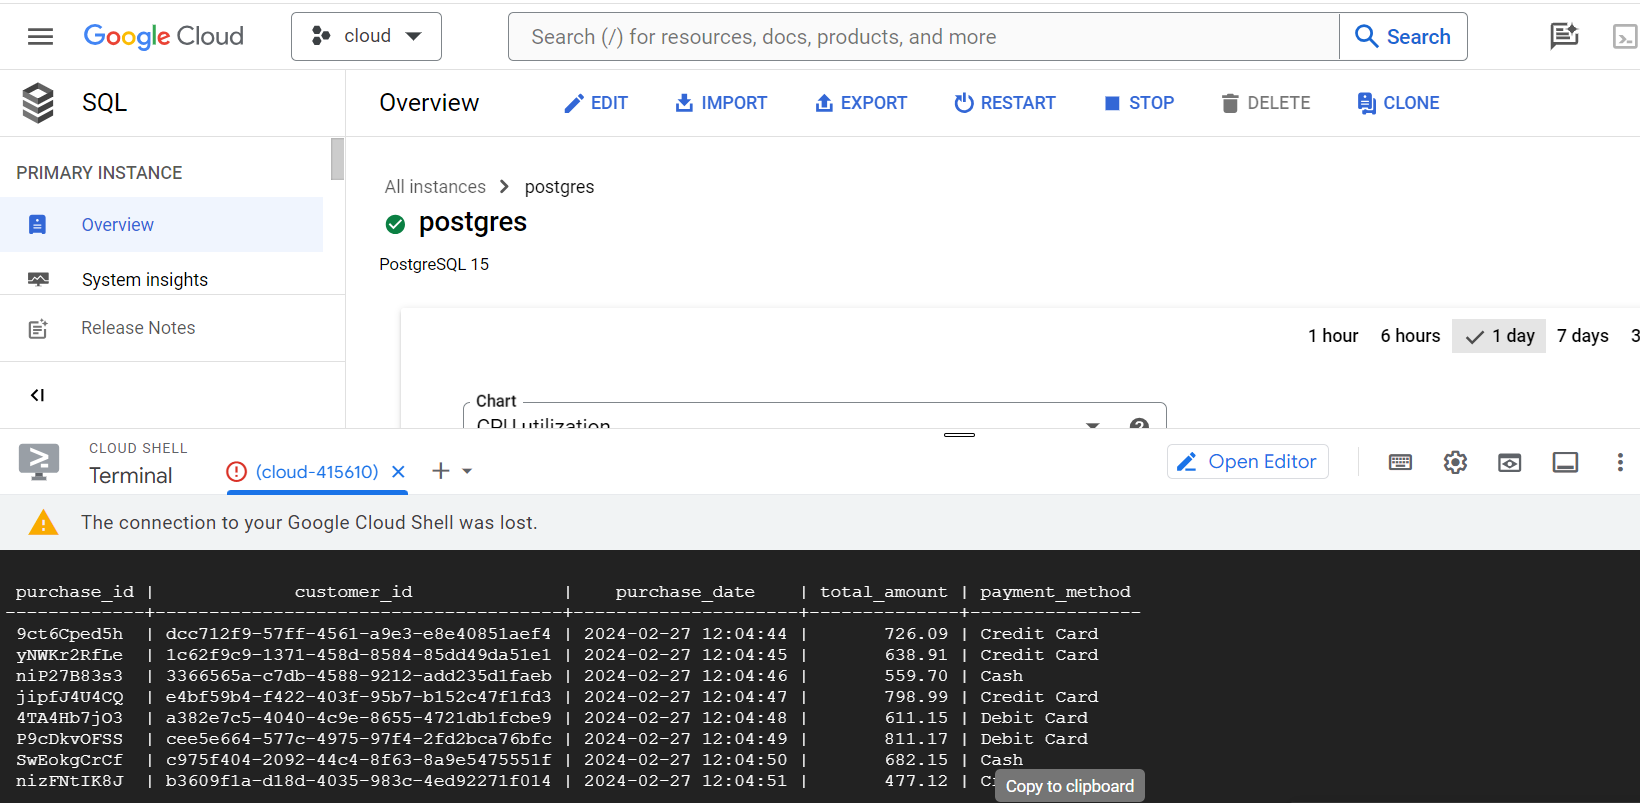 Google Cloud
cloud
Search (/) for resources, docs, products, and more
Search
SQL
Overview
EDIT
IMPORT
EXPORT
RESTART
STOP
DELETE
CLONE
PRIMARY INSTANCE
Overview
System insights
Release Notes
All instances > postgres
postgres
PostgreSQL 15
1 hour 6 hours 1 day 7 days 3
Chart
CPU utilization
CLOUD SHELL
Terminal
(cloud-415610)
Open Editor
The connection to your Google Cloud Shell was lost.
purchase_id | customer_id | purchase_date | total_amount | payment_method
9ct6Cped5h | dcc712f9-57ff-4561-a9e3-e8e40851aef4 | 2024-02-27 12:04:44 | 726.09 | Credit Card
yNWKr2RfLe | 1c62f9c9-1371-458d-8584-85dd49da51e1 | 2024-02-27 12:04:45 | 638.91 | Credit Card
niP27B83s3 | 3366565a-c7db-4588-9212-add235d1faeb | 2024-02-27 12:04:46 | 559.70 | Cash
jipfJ4U4CQ | e4bf59b4-f422-403f-95b7-b152c47f1fd3 | 2024-02-27 12:04:47 | 798.99 | Credit Card
4TA4Hb7jO3 | a382e7c5-4040-4c9e-8655-4721db1fcbe9 | 2024-02-27 12:04:48 | 611.15 | Debit Card
P9cDkvOFSS | cee5e664-577c-4975-97f4-2fd2bca76bfc | 2024-02-27 12:04:49 | 811.17 | Debit Card
SwEokgCrCf | c975f404-2092-44c4-8f63-8a9e5475551f | 2024-02-27 12:04:50 | 682.15 | Cash
nizFNtIK8J | b3609f1a-d18d-4035-983c-4ed92271f014 | 2024-02-27 12:04:51 | 477.12 |
Copy to clipboard